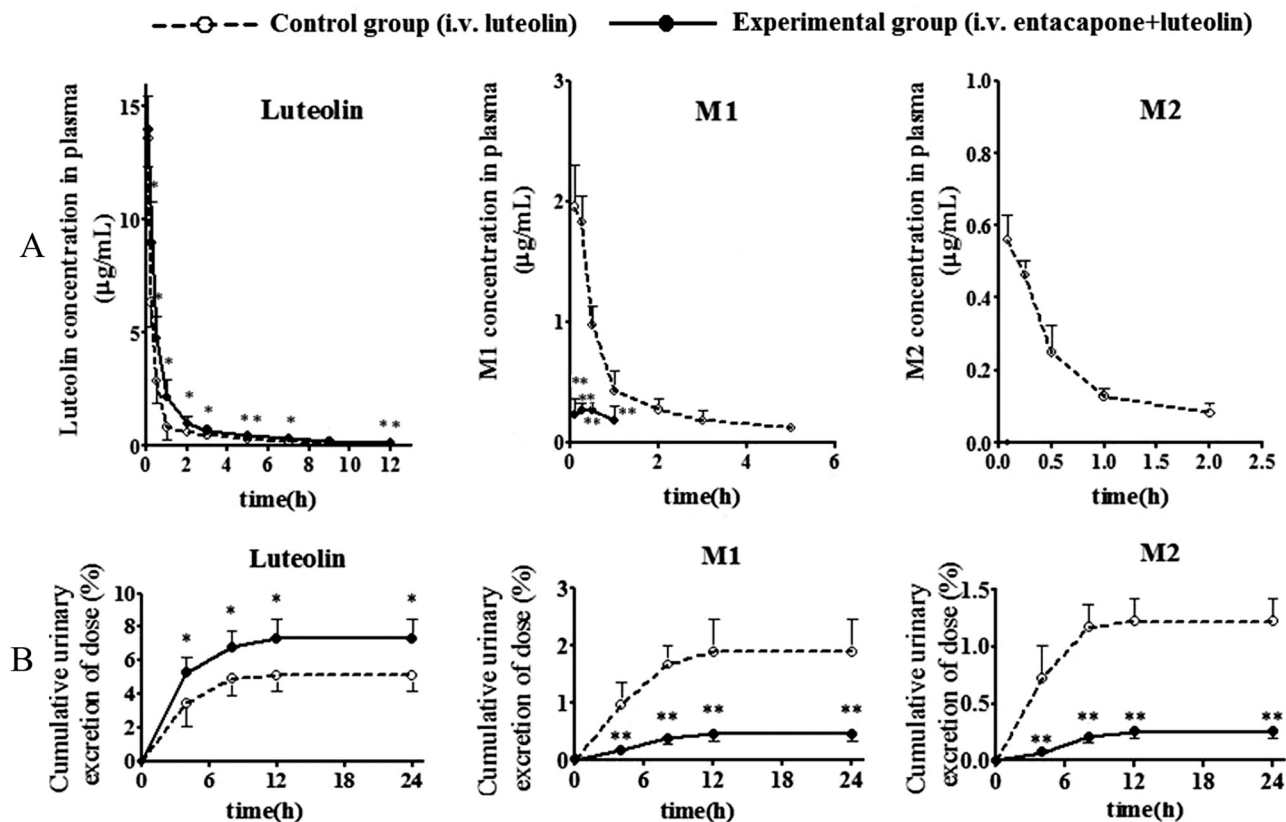 Control group (i.v. luteolin) Experimental group (i.v. entacapone+luteolin)
A
Luteolin
Luteolin concentration in plasma
(μg/mL)
15
10
5
0
* * * * * ** * **
0 2 4 6 8 10 12
time(h)
M1
M1 concentration in plasma
(μg/mL)
3
2
1
0
** ** ** **
0 2 4 6
time(h)
M2
M2 concentration in plasma
(μg/mL)
1.0
0.8
0.6
0.4
0.2
0.0
0.0 0.5 1.0 1.5 2.0 2.5
time(h)
B
Luteolin
Cumulative urinary
excretion of dose (%)
10
8
6
4
2
0
* * * *
0 6 12 18 24
time(h)
M1
Cumulative urinary
excretion of dose (%)
3
2
1
0
** ** ** **
0 6 12 18 24
time(h)
M2
Cumulative urinary
excretion of dose (%)
1.5
1.0
0.5
0.0
** ** ** **
0 6 12 18 24
time(h)